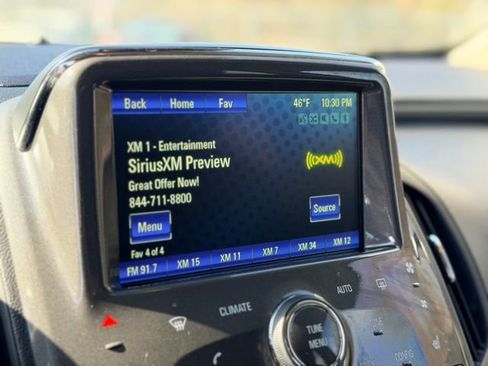 Back Home Fav 46°F 10:30 PM
XM 1 - Entertainment
SiriusXM Preview
((XM))
Great Offer Now!
844-711-8800
Menu
Source
Fav 4 of 4
FM 91.7 XM 15 XM 11 XM 7 XM 34 XM 12
CLIMATE
AUTO
TUNE
MENU
CONFIG